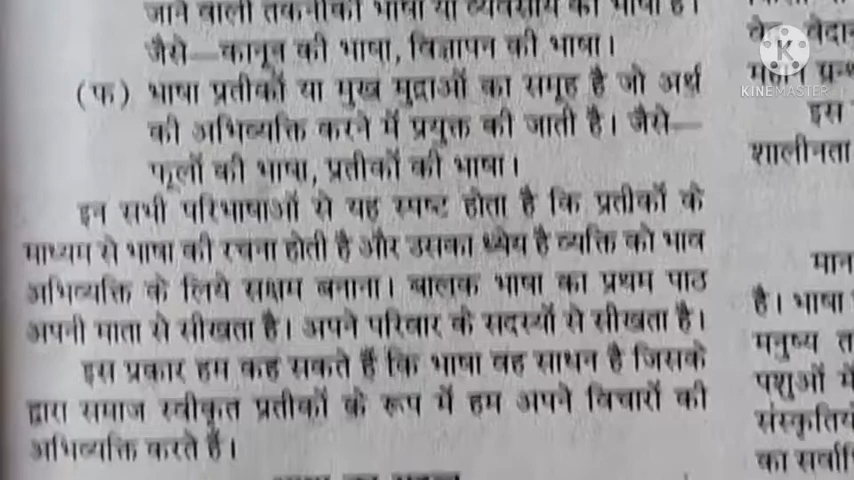 जाने वाली तकनीकी भाषा या व्यवसाय की भाषा है।
जैसे—कानून की भाषा, विज्ञापन की भाषा।
(फ) भाषा प्रतीकों या मुख मुद्राओं का समूह है जो अर्थ
की अभिव्यक्ति करने में प्रयुक्त की जाती है। जैसे—
फूलों की भाषा, प्रतीकों की भाषा।
इन सभी परिभाषाओं से यह स्पष्ट होता है कि प्रतीकों के
माध्यम से भाषा की रचना होती है और उसका ध्येय है व्यक्ति को भाव
अभिव्यक्ति के लिये सक्षम बनाना। बालक भाषा का प्रथम पाठ
अपनी माता से सीखता है। अपने परिवार के सदस्यों से सीखता है।
इस प्रकार हम कह सकते हैं कि भाषा वह साधन है जिसके
द्वारा समाज स्वीकृत प्रतीकों के रूप में हम अपने विचारों की
अभिव्यक्ति करते हैं।
इस
शालीनता
मान
है। भाषा
मनुष्य त
पशुओं में
का सर्वा
KINEMASTER